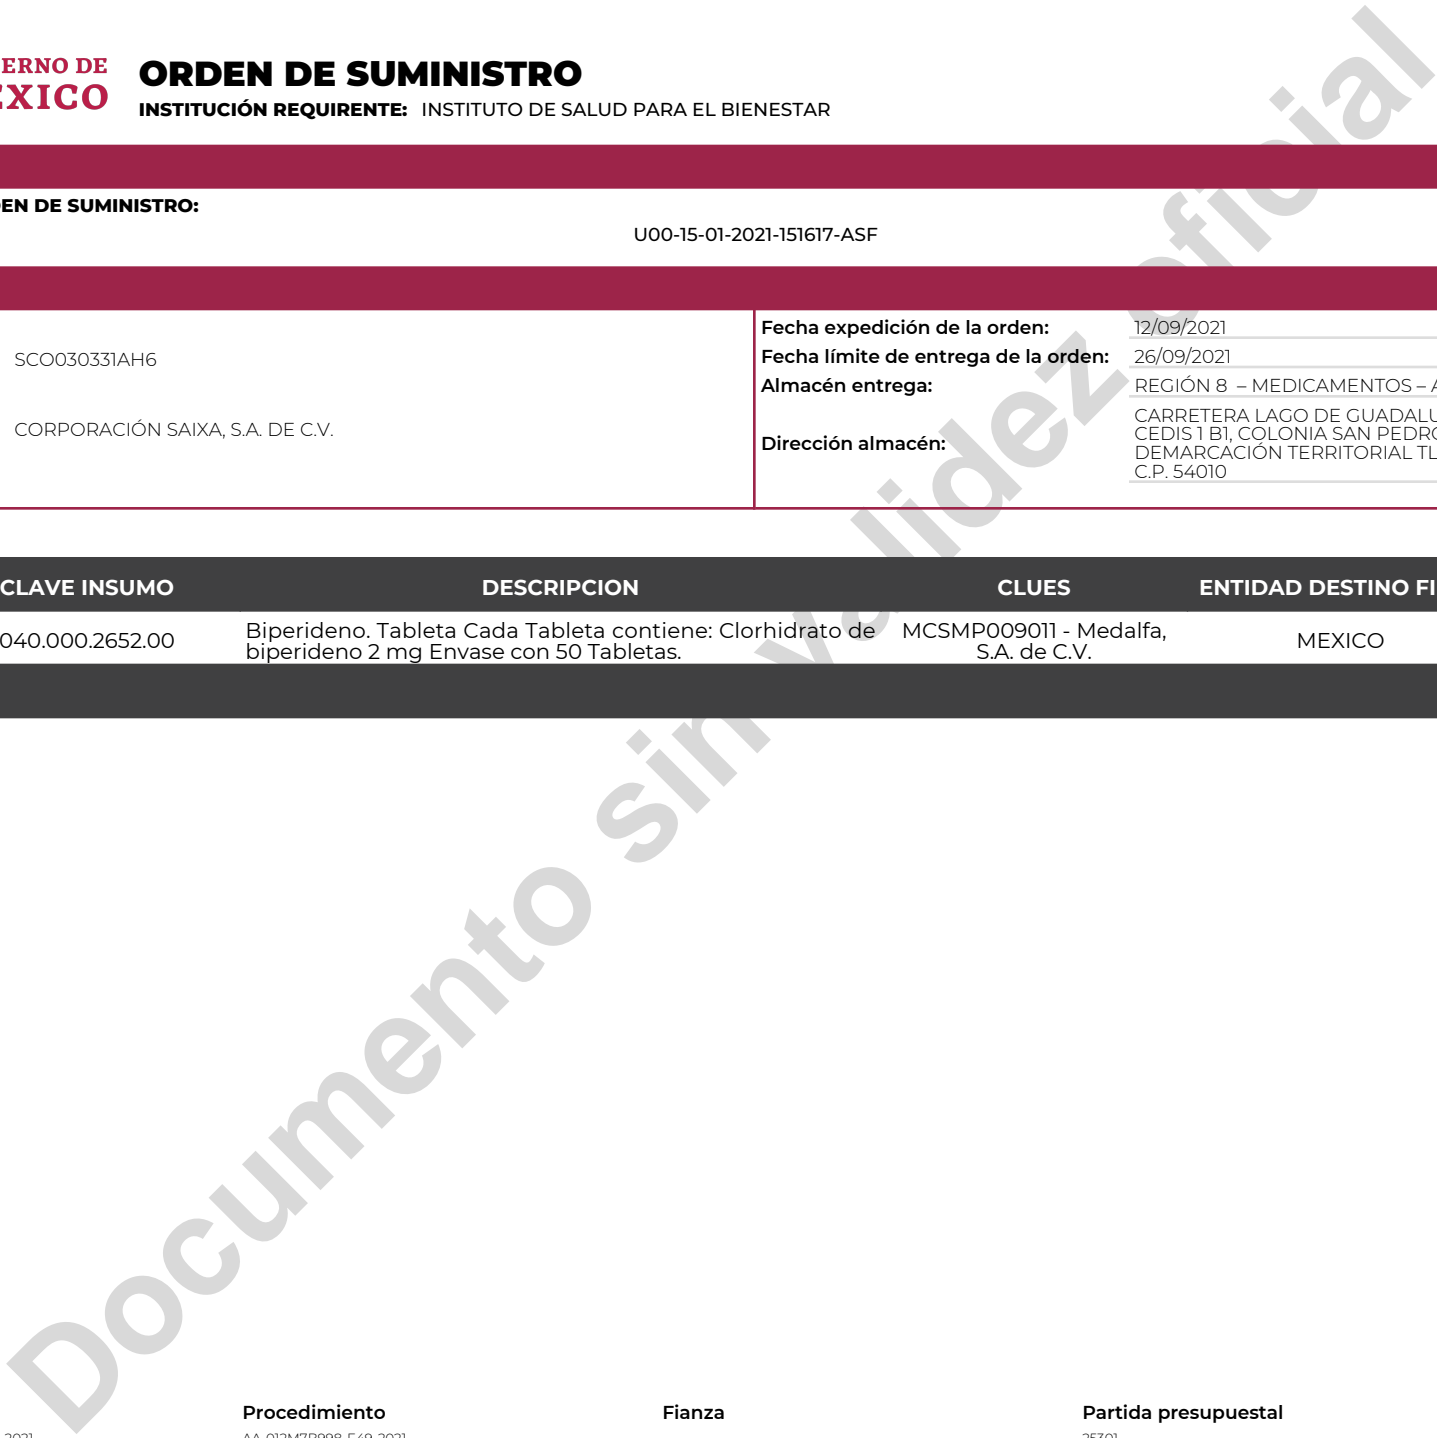 ERNO DE
EXICO
ORDEN DE SUMINISTRO
INSTITUCIÓN REQUIRENTE: INSTITUTO DE SALUD PARA EL BIENESTAR
EN DE SUMINISTRO:
U00-15-01-2021-151617-ASF
SCO030331AH6
CORPORACIÓN SAIXA, S.A. DE C.V.
Fecha expedición de la orden: 12/09/2021
Fecha límite de entrega de la orden: 26/09/2021
Almacén entrega: REGIÓN 8 – MEDICAMENTOS – A
Dirección almacén:
CARRETERA LAGO DE GUADALU
CEDIS 1 B1, COLONIA SAN PEDRO
DEMARCACIÓN TERRITORIAL TL
C.P. 54010
CLAVE INSUMO DESCRIPCION CLUES ENTIDAD DESTINO FI
040.000.2652.00
Biperideno. Tableta Cada Tableta contiene: Clorhidrato de
biperideno 2 mg Envase con 50 Tabletas.
MCSMP009011 - Medalfa,
S.A. de C.V.
MEXICO
Documento sin validez oficial
Procedimiento Fianza Partida presupuestal